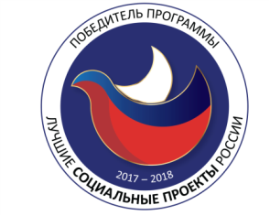 ПОБЕДИТЕЛЬ ПРОГРАММЫ
2017 – 2018
ЛУЧШИЕ СОЦИАЛЬНЫЕ ПРОЕКТЫ РОССИИ